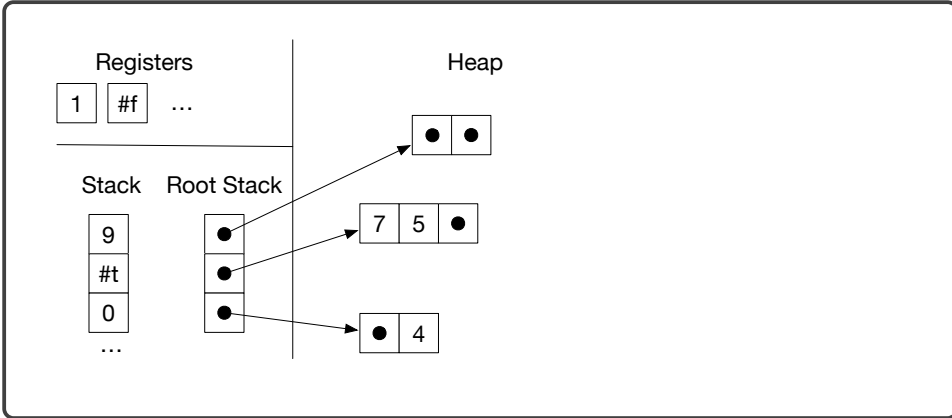 Registers
1 #f …
Stack
9
#t
0
…
Root Stack
Heap
7 5
4